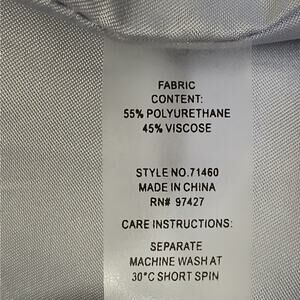 FABRIC
CONTENT:
55% POLYURETHANE
45% VISCOSE
STYLE NO.71460
MADE IN CHINA
RN# 97427
CARE INSTRUCTIONS:
SEPARATE
MACHINE WASH AT
30°C SHORT SPIN